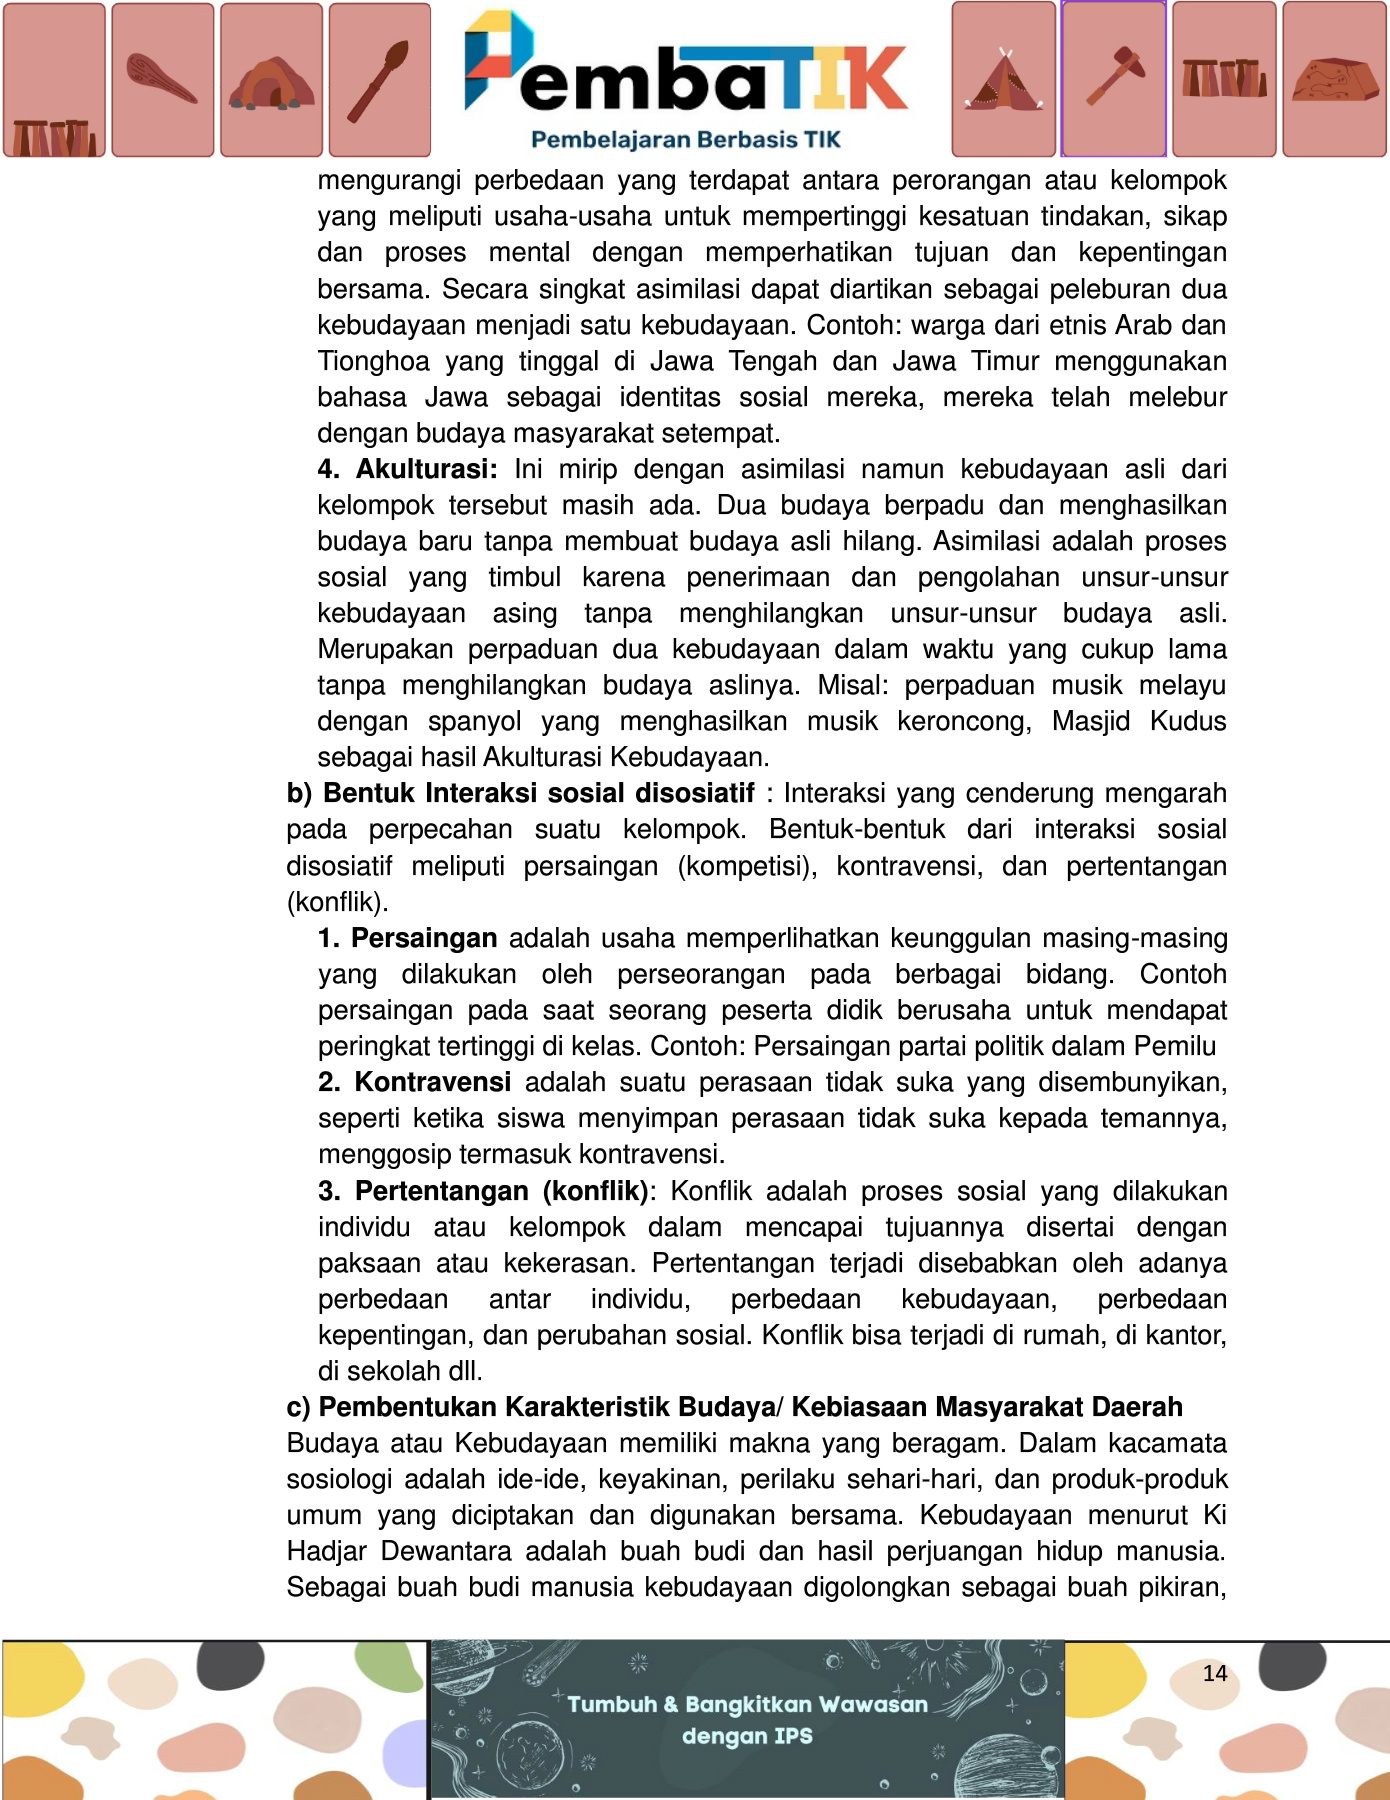 PembaTIK
Pembelajaran Berbasis TIK
mengurangi perbedaan yang terdapat antara perorangan atau kelompok
yang meliputi usaha-usaha untuk mempertinggi kesatuan tindakan, sikap
dan proses mental dengan memperhatikan tujuan dan kepentingan
bersama. Secara singkat asimilasi dapat diartikan sebagai peleburan dua
kebudayaan menjadi satu kebudayaan. Contoh: warga dari etnis Arab dan
Tionghoa yang tinggal di Jawa Tengah dan Jawa Timur menggunakan
bahasa Jawa sebagai identitas sosial mereka, mereka telah melebur
dengan budaya masyarakat setempat.
4. Akulturasi: Ini mirip dengan asimilasi namun kebudayaan asli dari
kelompok tersebut masih ada. Dua budaya berpadu dan menghasilkan
budaya baru tanpa membuat budaya asli hilang. Asimilasi adalah proses
sosial yang timbul karena penerimaan dan pengolahan unsur-unsur
kebudayaan asing tanpa menghilangkan unsur-unsur budaya asli.
Merupakan perpaduan dua kebudayaan dalam waktu yang cukup lama
tanpa menghilangkan budaya aslinya. Misal: perpaduan musik melayu
dengan spanyol yang menghasilkan musik keroncong, Masjid Kudus
sebagai hasil Akulturasi Kebudayaan.
b) Bentuk Interaksi sosial disosiatif : Interaksi yang cenderung mengarah
pada perpecahan suatu kelompok. Bentuk-bentuk dari interaksi sosial
disosiatif meliputi persaingan (kompetisi), kontravensi, dan pertentangan
(konflik).
1. Persaingan adalah usaha memperlihatkan keunggulan masing-masing
yang dilakukan oleh perseorangan pada berbagai bidang. Contoh
persaingan pada saat seorang peserta didik berusaha untuk mendapat
peringkat tertinggi di kelas. Contoh: Persaingan partai politik dalam Pemilu
2. Kontravensi adalah suatu perasaan tidak suka yang disembunyikan,
seperti ketika siswa menyimpan perasaan tidak suka kepada temannya,
menggosip termasuk kontravensi.
3. Pertentangan (konflik): Konflik adalah proses sosial yang dilakukan
individu atau kelompok dalam mencapai tujuannya disertai dengan
paksaan atau kekerasan. Pertentangan terjadi disebabkan oleh adanya
perbedaan antar individu, perbedaan kebudayaan, perbedaan
kepentingan, dan perubahan sosial. Konflik bisa terjadi di rumah, di kantor,
di sekolah dll.
c) Pembentukan Karakteristik Budaya/ Kebiasaan Masyarakat Daerah
Budaya atau Kebudayaan memiliki makna yang beragam. Dalam kacamata
sosiologi adalah ide-ide, keyakinan, perilaku sehari-hari, dan produk-produk
umum yang diciptakan dan digunakan bersama. Kebudayaan menurut Ki
Hadjar Dewantara adalah buah budi dan hasil perjuangan hidup manusia.
Sebagai buah budi manusia kebudayaan digolongkan sebagai buah pikiran,
14
Tumbuh & Bangkitkan Wawasan
dengan IPS